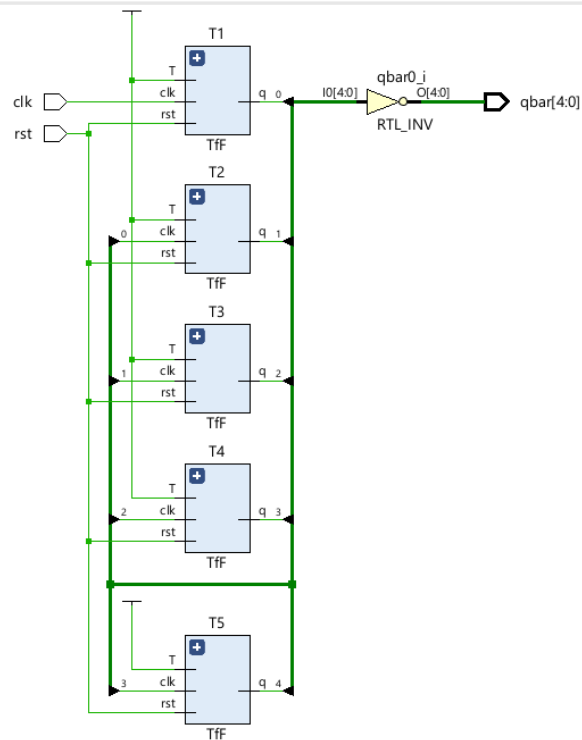 T1
T
clk
clk
rst
rst
q 0
TfF
qbar0_i
I0[4:0]
O[4:0]
RTL_INV
qbar[4:0]
T2
T
0
clk
rst
q 1
TfF
T3
T
1
clk
rst
q 2
TfF
T4
T
2
clk
rst
q 3
TfF
T5
T
3
clk
rst
q 4
TfF